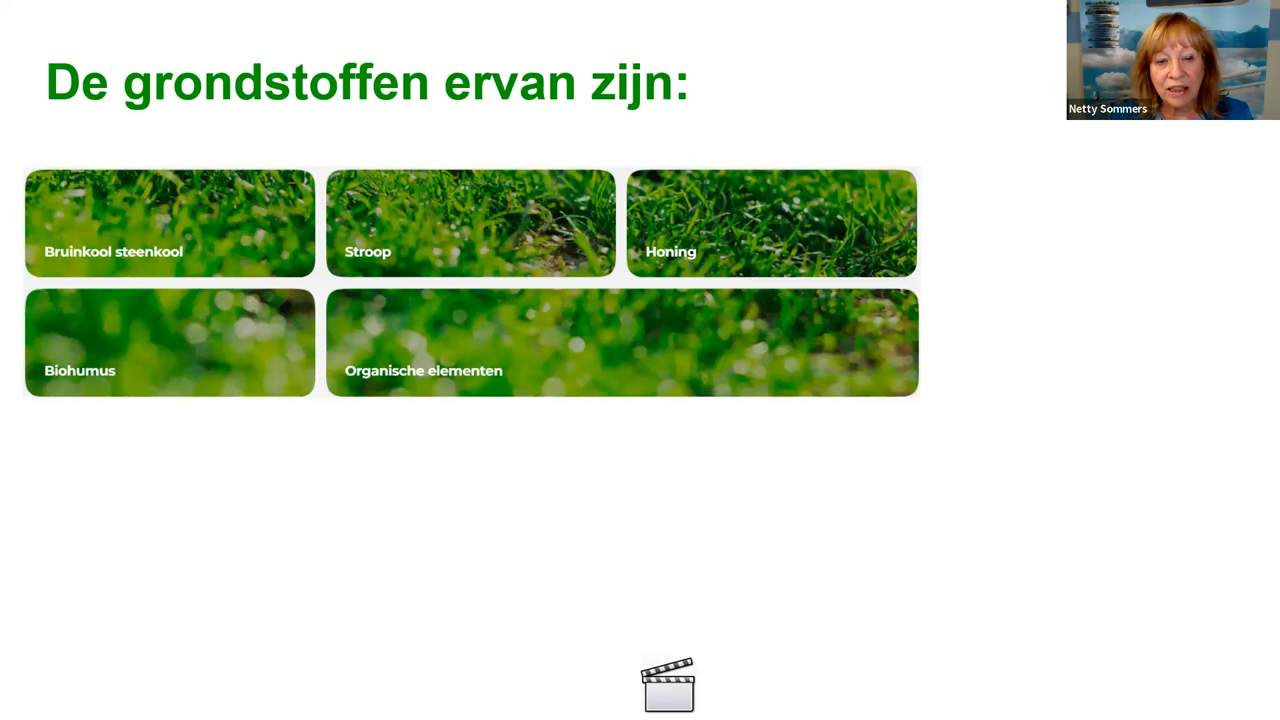 De grondstoffen ervan zijn:
Netty Sommers
Bruinkool steenkool
Stroop
Honing
Biohumus
Organische elementen